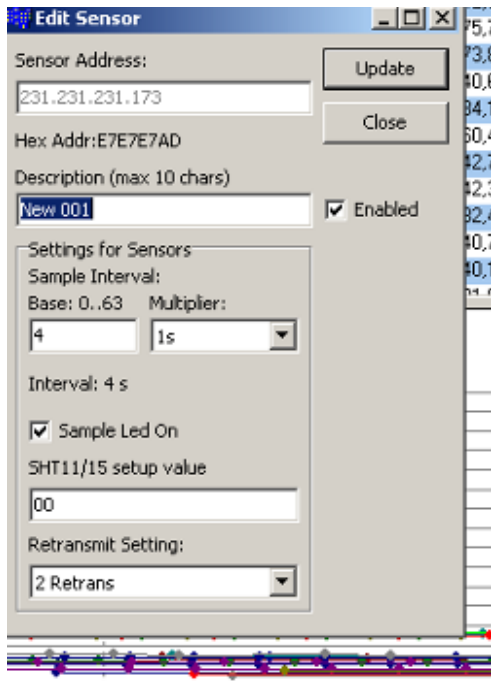 Edit Sensor
Sensor Address:
231.231.231.173
Update
Close
Hex Addr:E7E7E7AD
Description (max 10 chars)
New 001
Enabled
Settings for Sensors
Sample Interval:
Base: 0..63 Multiplier:
4 1s
Interval: 4 s
Sample Led On
SHT11/15 setup value
00
Retransmit Setting:
2 Retrans